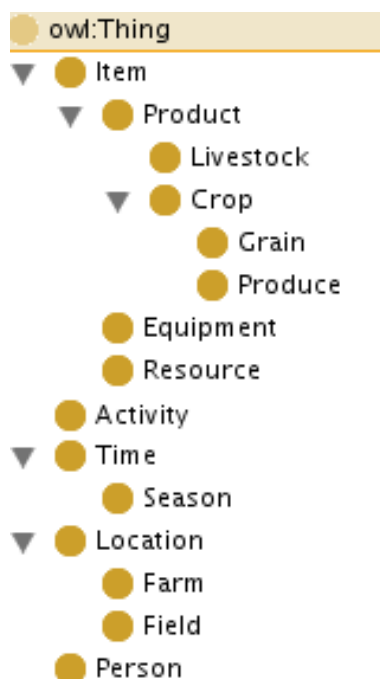 owl:Thing
Item
Product
Livestock
Crop
Grain
Produce
Equipment
Resource
Activity
Time
Season
Location
Farm
Field
Person